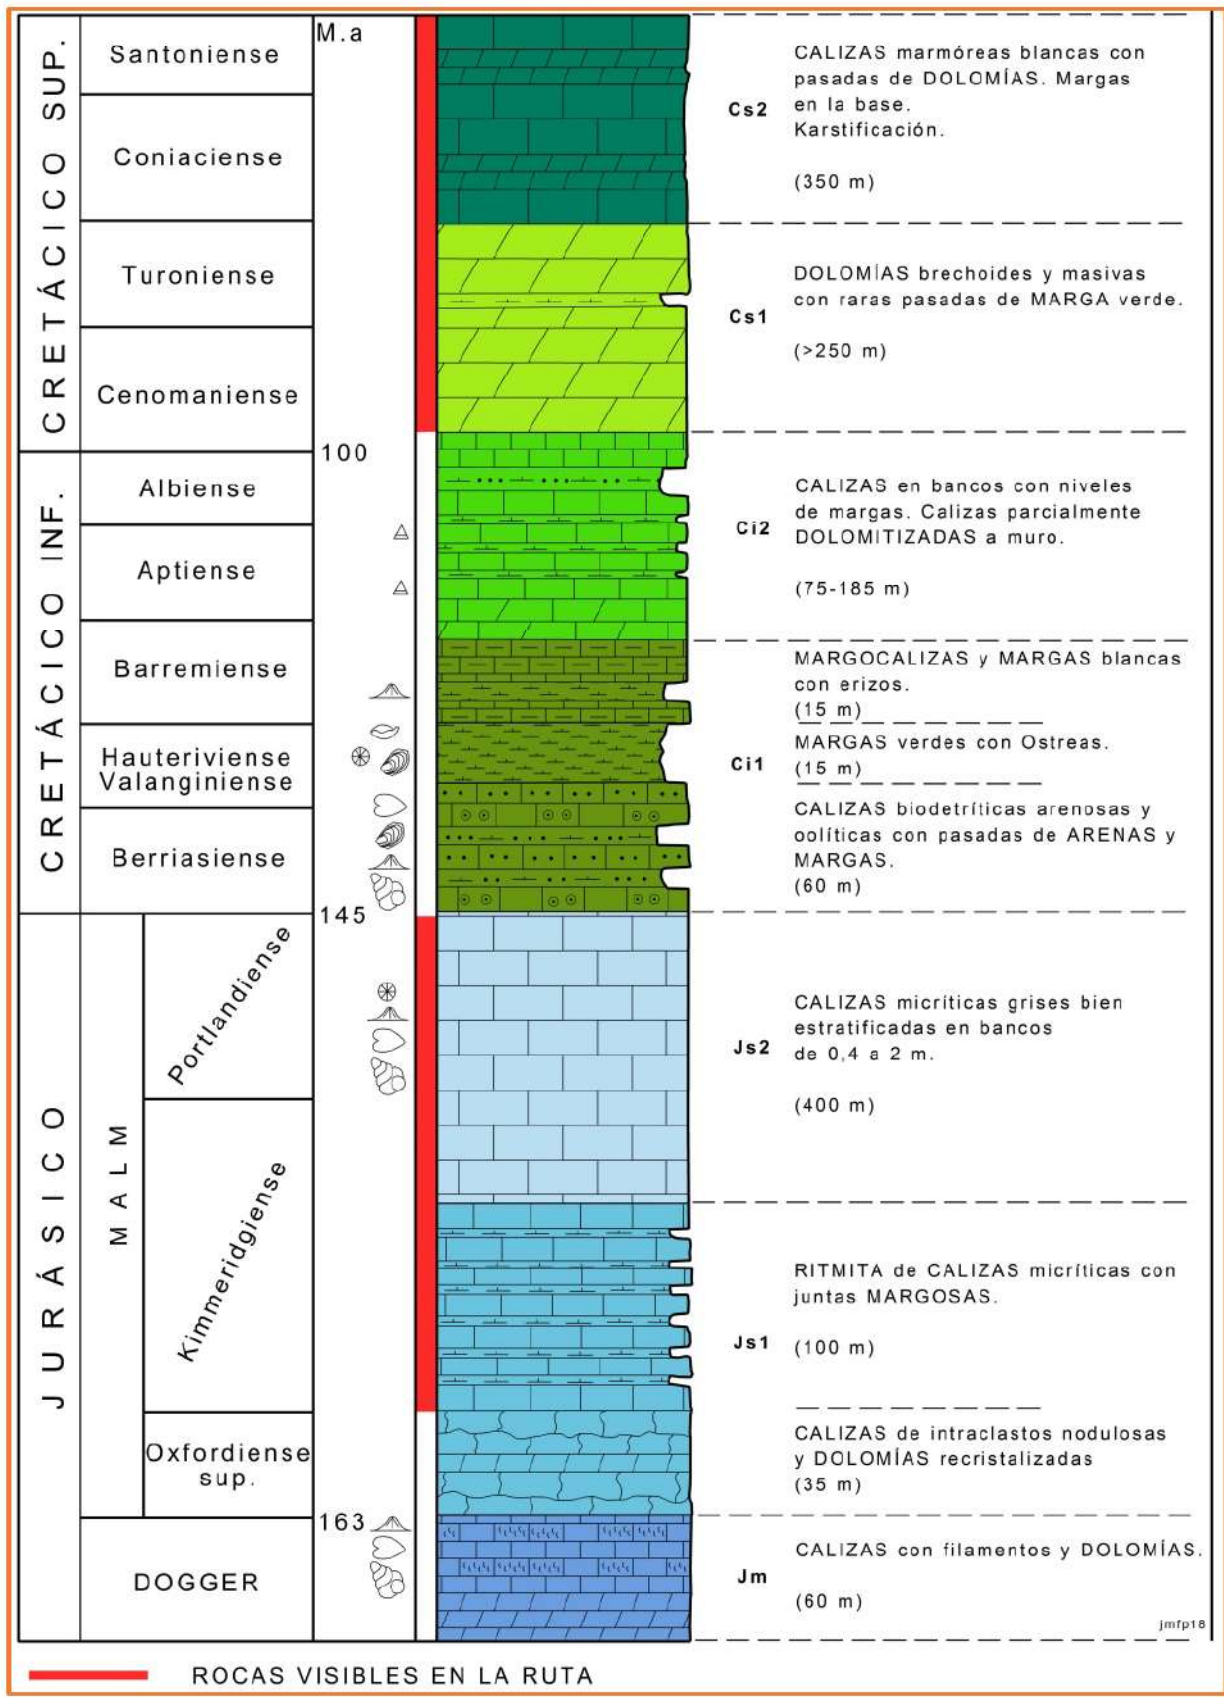 CRETÁCICO SUP.
Santoniense
Coniaciense
Turoniense
Cenomaniense
M.a
CALIZAS marmóreas blancas con
pasadas de DOLOMÍAS. Margas
en la base.
Karstificación.
(350 m)
Cs2
DOLOMÍAS brechoides y masivas
con raras pasadas de MARGA verde.
(>250 m)
Cs1
100
CRETÁCICO INF.
Albiense
Aptiense
Barremiense
Hauteriviense
Valanginiense
Berriasiense
CALIZAS en bancos con niveles
de margas. Calizas parcialmente
DOLOMITIZADAS a muro.
(75-185 m)
Ci2
MARGOCALIZAS y MARGAS blancas
con erizos.
(15 m)
MARGAS verdes con Ostreas.
(15 m)
Ci1
CALIZAS biodetríticas arenosas y
oolíticas con pasadas de ARENAS y
MARGAS.
(60 m)
145
JURÁSICO
MALM
Portlandiense
Kimmeridgiense
Oxfordiense
sup.
CALIZAS micríticas grises bien
estratificadas en bancos
de 0,4 a 2 m.
(400 m)
Js2
RITMITA de CALIZAS micríticas con
juntas MARGOSAS.
(100 m)
Js1
CALIZAS de intraclastos nodulosas
y DOLOMÍAS recristalizadas
(35 m)
163
DOGGER
CALIZAS con filamentos y DOLOMÍAS.
(60 m)
Jm
jmfp18
ROCAS VISIBLES EN LA RUTA